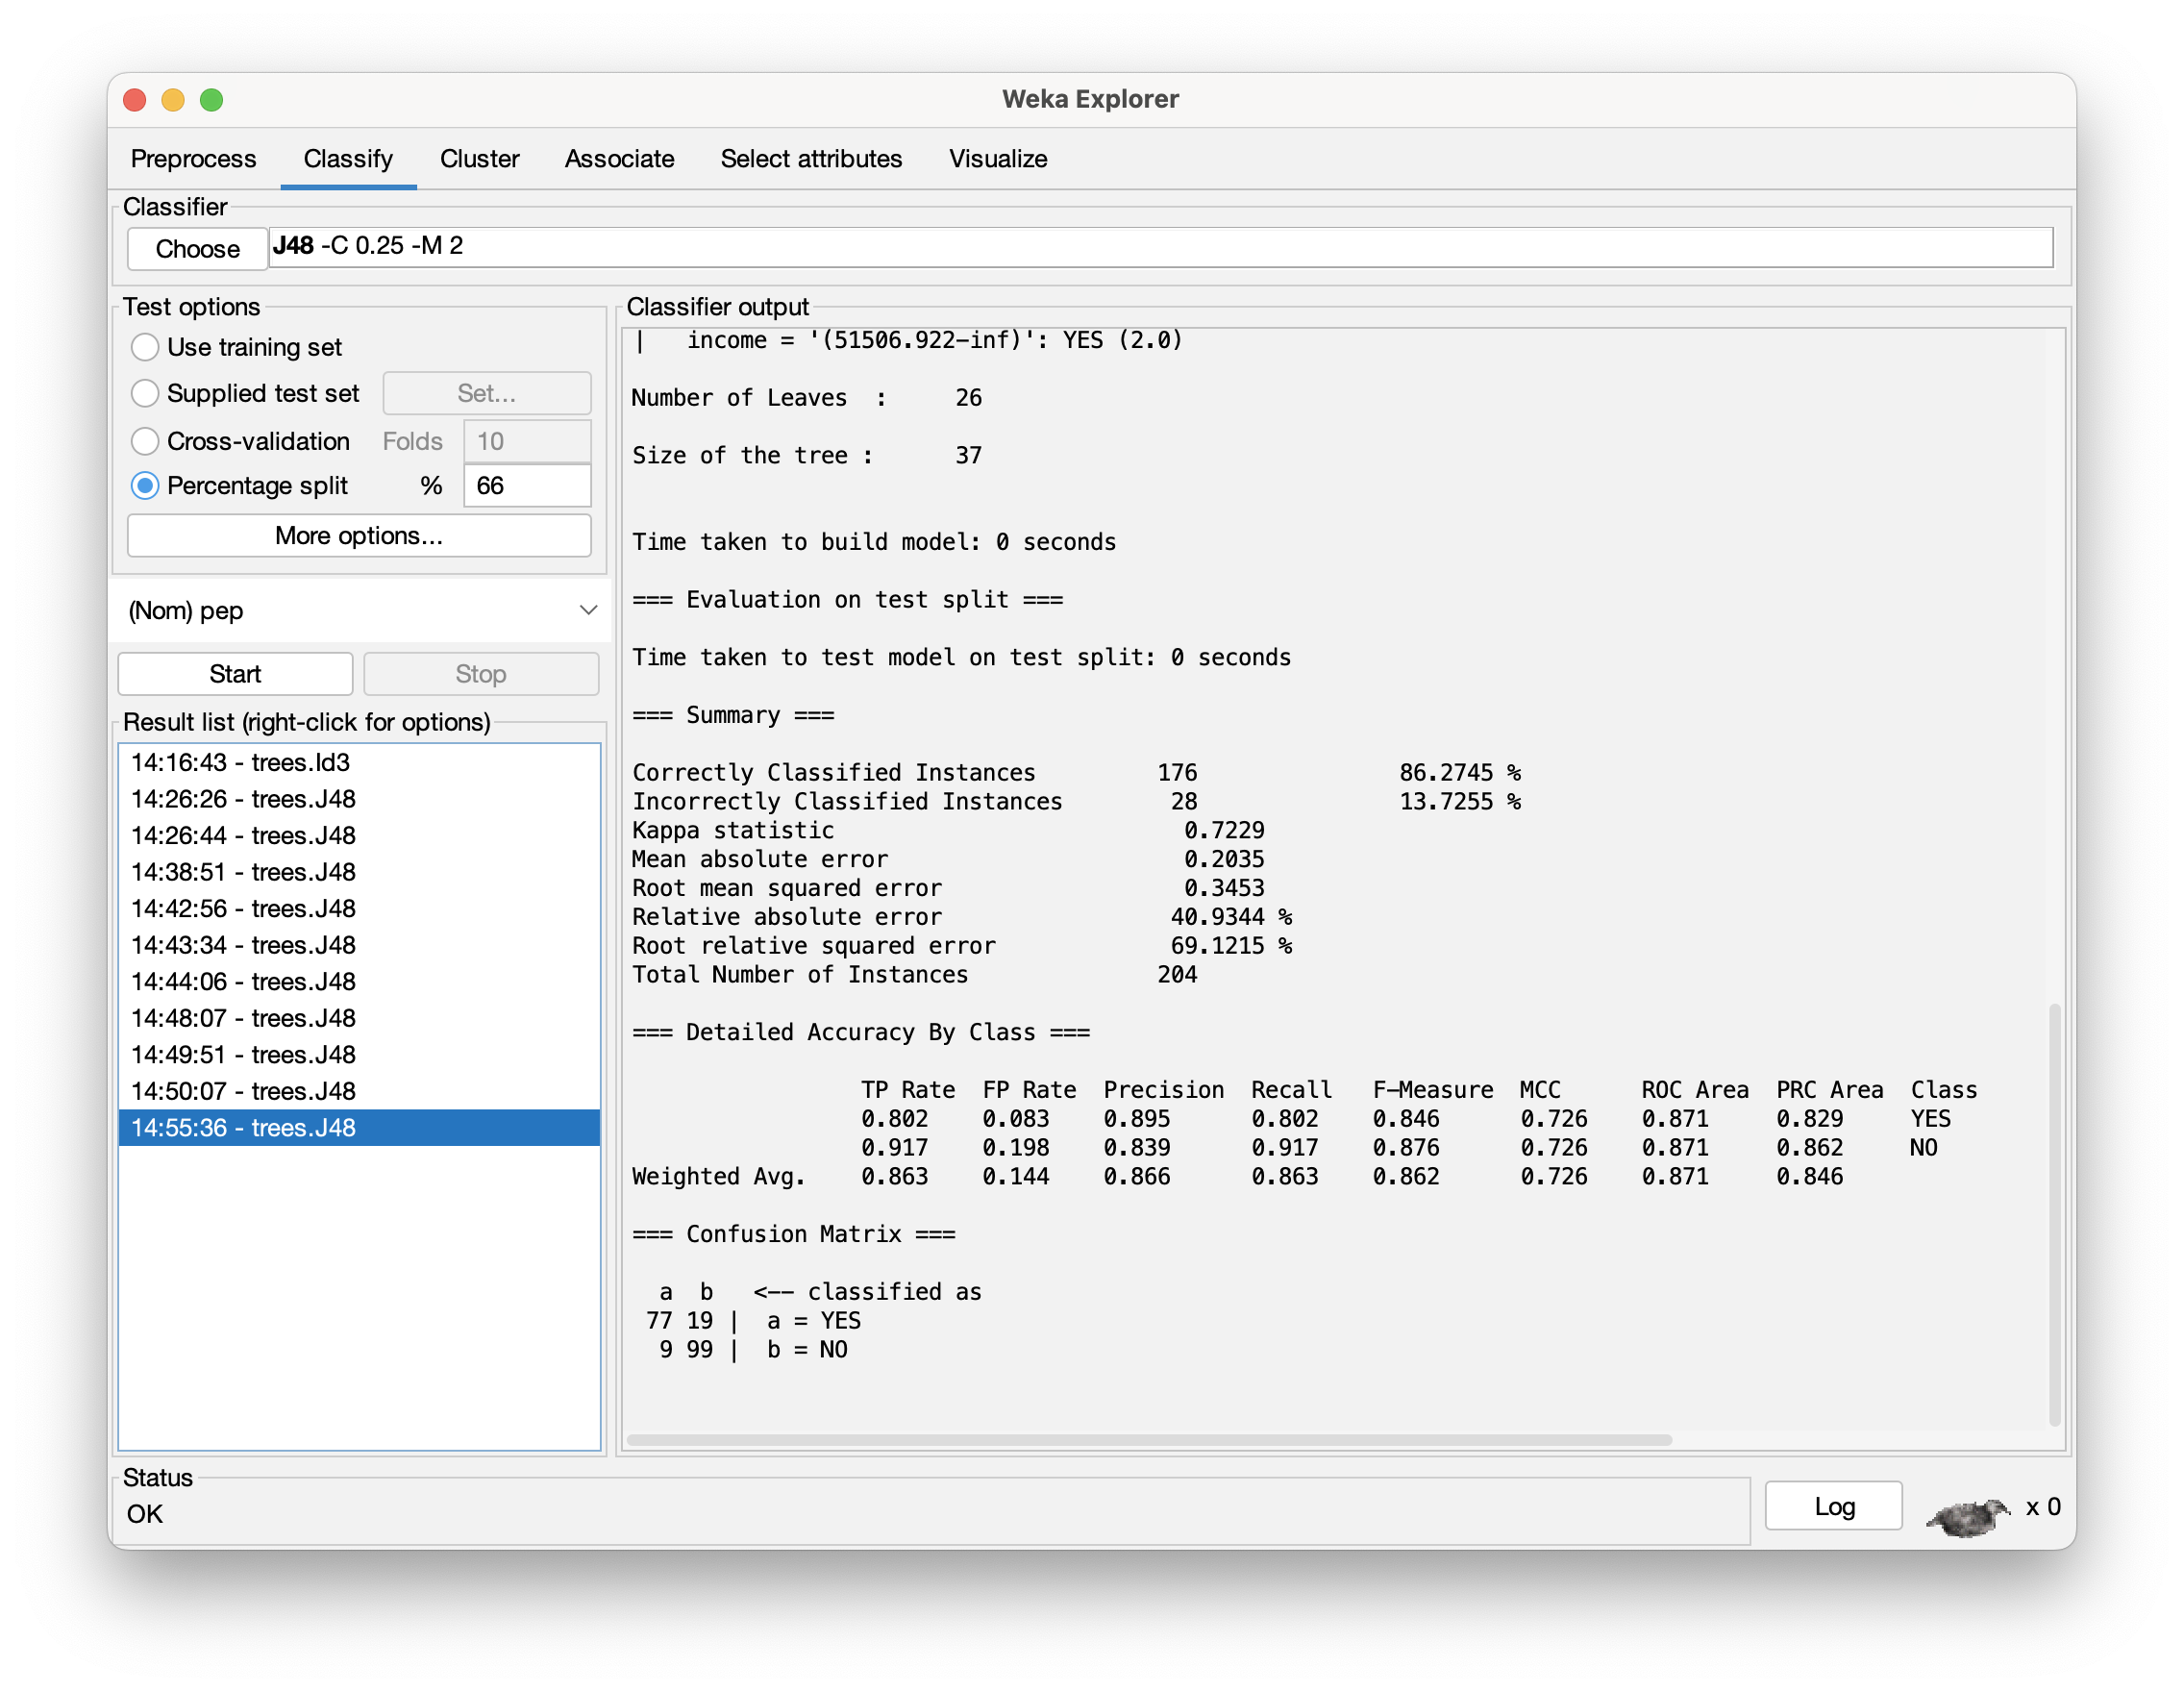 Weka Explorer
Preprocess Classify Cluster Associate Select attributes Visualize
Classifier
Choose J48 -C 0.25 -M 2
Test options
Use training set
Supplied test set Set...
Cross-validation Folds 10
Percentage split % 66
More options...
(Nom) pep
Start Stop
Result list (right-click for options)
14:16:43 - trees.Id3
14:26:26 - trees.J48
14:26:44 - trees.J48
14:38:51 - trees.J48
14:42:56 - trees.J48
14:43:34 - trees.J48
14:44:06 - trees.J48
14:48:07 - trees.J48
14:49:51 - trees.J48
14:50:07 - trees.J48
14:55:36 - trees.J48
Classifier output
|   income = '(51506.922-inf)': YES (2.0)
Number of Leaves  :     26
Size of the tree :      37
Time taken to build model: 0 seconds
=== Evaluation on test split ===
Time taken to test model on test split: 0 seconds
=== Summary ===
Correctly Classified Instances         176               86.2745 %
Incorrectly Classified Instances        28               13.7255 %
Kappa statistic                          0.7229
Mean absolute error                      0.2035
Root mean squared error                  0.3453
Relative absolute error                 40.9344 %
Root relative squared error             69.1215 %
Total Number of Instances              204
=== Detailed Accuracy By Class ===
                 TP Rate  FP Rate  Precision  Recall   F-Measure  MCC      ROC Area  PRC Area  Class
                 0.802    0.083    0.895      0.802    0.846      0.726    0.871     0.829     YES
                 0.917    0.198    0.839      0.917    0.876      0.726    0.871     0.862     NO
Weighted Avg.    0.863    0.144    0.866      0.863    0.862      0.726    0.871     0.846
=== Confusion Matrix ===
  a  b   <-- classified as
 77 19 |  a = YES
  9 99 |  b = NO
Status
OK
Log x 0